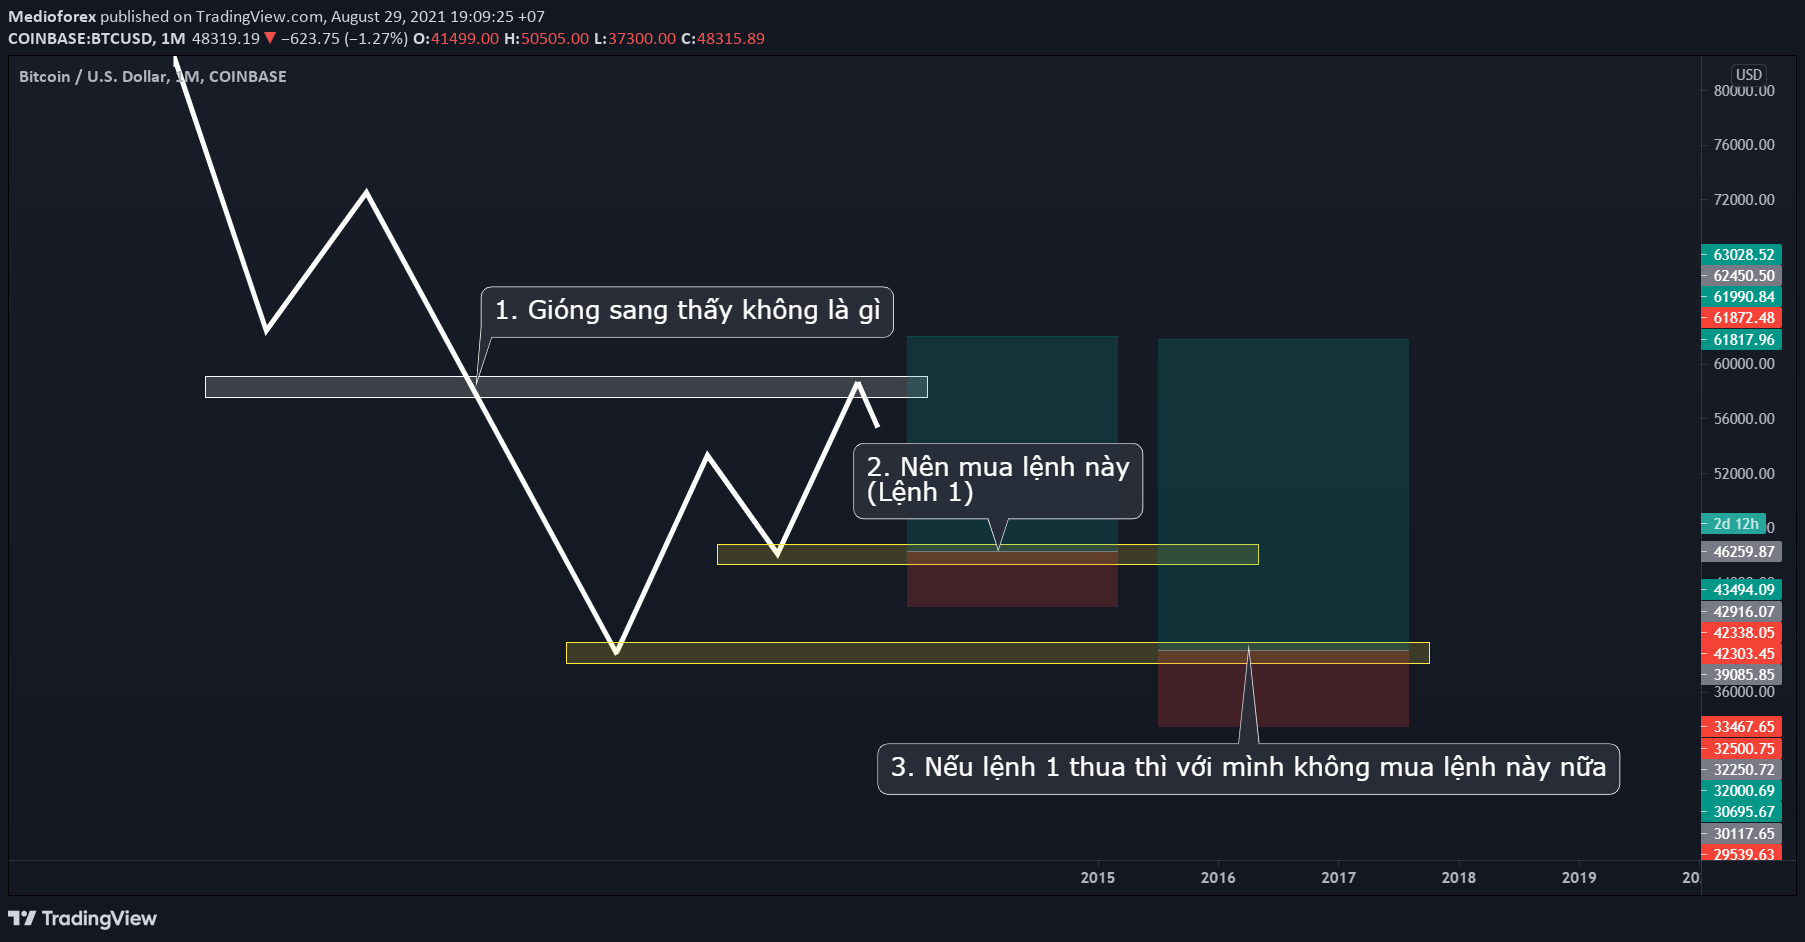 Medioforex published on TradingView.com, August 29, 2021 19:09:25 +07
COINBASE:BTCUSD, 1M 48319.19 ▼ −623.75 (−1.27%) O:41499.00 H:50505.00 L:37300.00 C:48315.89
Bitcoin / U.S. Dollar, 1M, COINBASE
USD
80000.00
76000.00
72000.00
63028.52
62450.50
61990.84
61872.48
61817.96
60000.00
56000.00
52000.00
2d 12h
46259.87
43494.09
42916.07
42338.05
42303.45
39085.85
36000.00
33467.65
32500.75
32250.72
32000.69
30695.67
30117.65
29539.63
1. Gióng sang thấy không là gì
2. Nên mua lệnh này
(Lệnh 1)
3. Nếu lệnh 1 thua thì với mình không mua lệnh này nữa
2015 2016 2017 2018 2019
TradingView